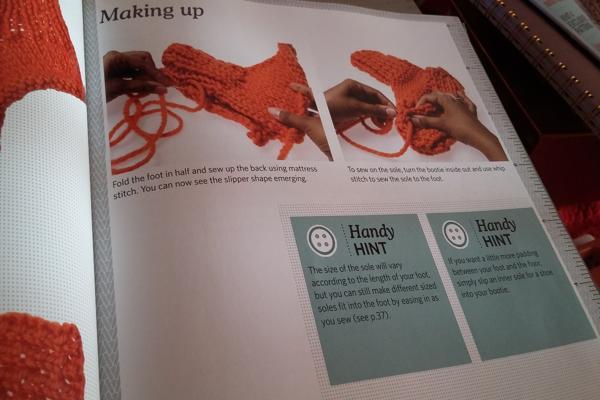 Making up
Fold the foot in half and sew up the back using mattress
stitch. You can now see the slipper shape emerging.
To sew on the sole, turn the bootie inside out and use whip
stitch to sew the sole to the foot.
Handy
HINT
The size of the sole will vary
according to the length of your foot,
but you can still make different sized
soles fit into the foot by easing in as
you sew (see p.37).
Handy
HINT
If you want a little more padding
between your foot and the floor,
simply slip an inner sole for a shoe
into your bootie.